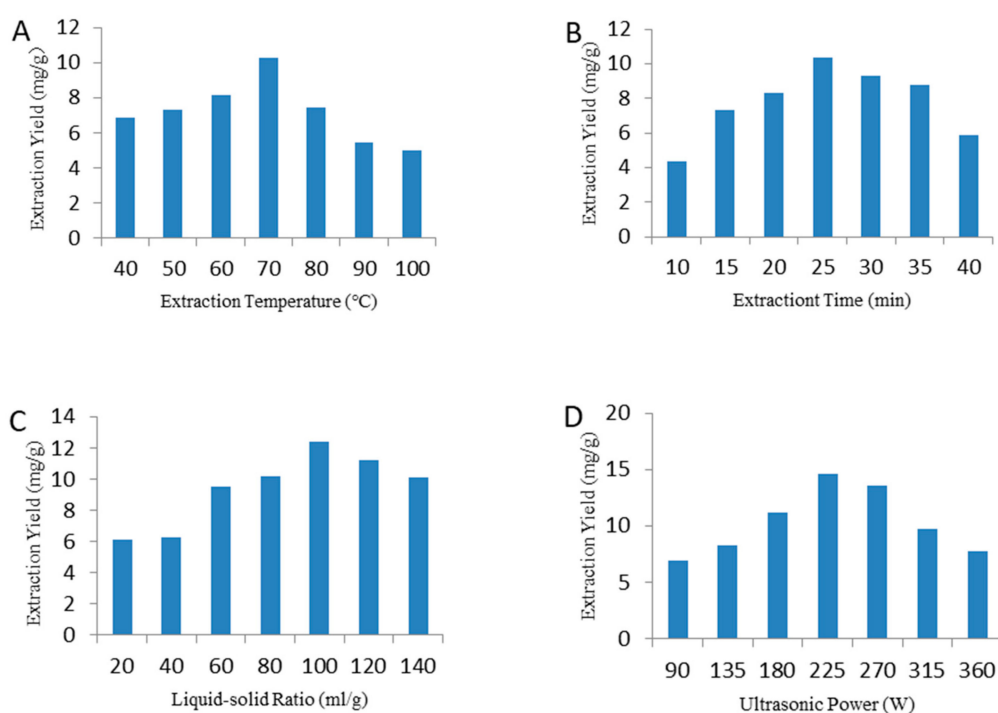 A
Extraction Yield (mg/g)
12
10
8
6
4
2
0
40 50 60 70 80 90 100
Extraction Temperature (°C)
B
Extraction Yield (mg/g)
12
10
8
6
4
2
0
10 15 20 25 30 35 40
Extractiont Time (min)
C
Extraction Yield (mg/g)
14
12
10
8
6
4
2
0
20 40 60 80 100 120 140
Liquid-solid Ratio (ml/g)
D
Extraction Yield (mg/g)
20
15
10
5
0
90 135 180 225 270 315 360
Ultrasonic Power (W)